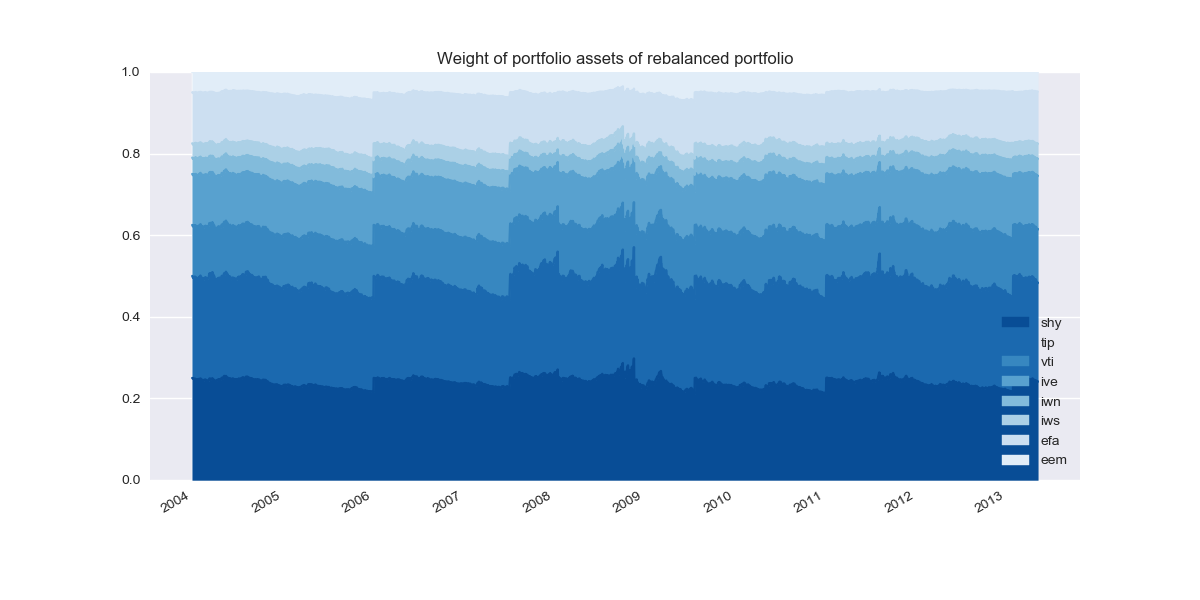 Weight of portfolio assets of rebalanced portfolio
1.0
0.8
0.6
0.4
0.2
0.0
shy
tip
vti
ive
iwn
iws
efa
eem
2004
2005
2006
2007
2008
2009
2010
2011
2012
2013